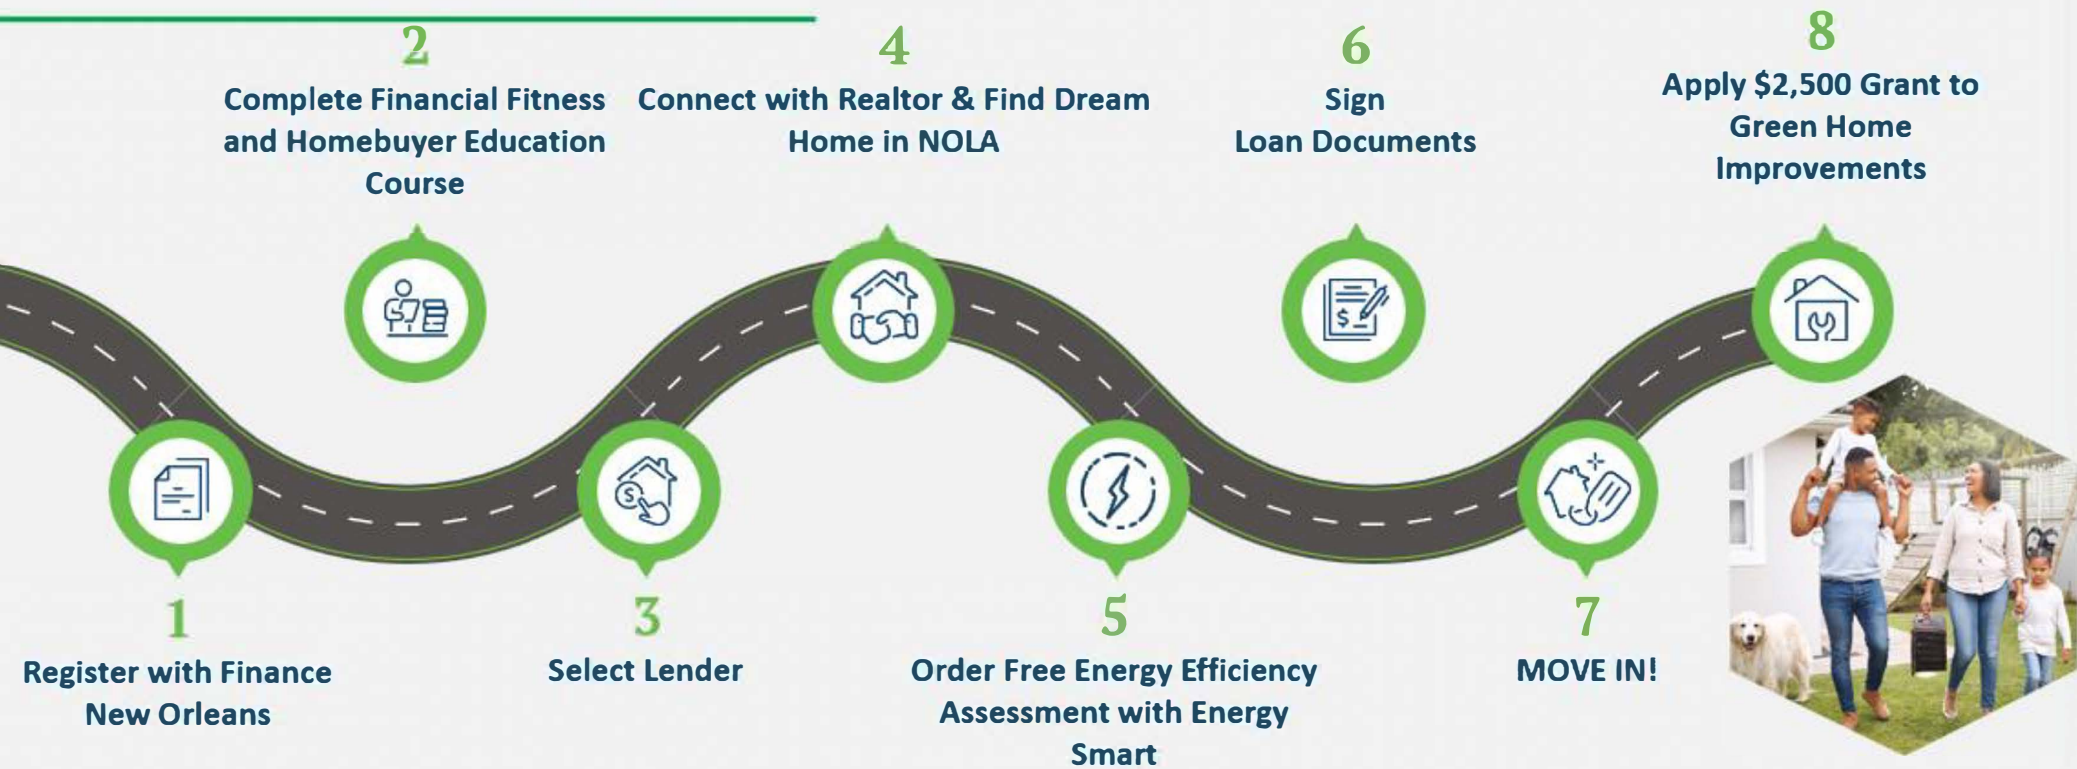 1
Register with Finance
New Orleans
2
Complete Financial Fitness
and Homebuyer Education
Course
3
Select Lender
4
Connect with Realtor & Find Dream
Home in NOLA
5
Order Free Energy Efficiency
Assessment with Energy
Smart
6
Sign
Loan Documents
7
MOVE IN!
8
Apply $2,500 Grant to
Green Home
Improvements